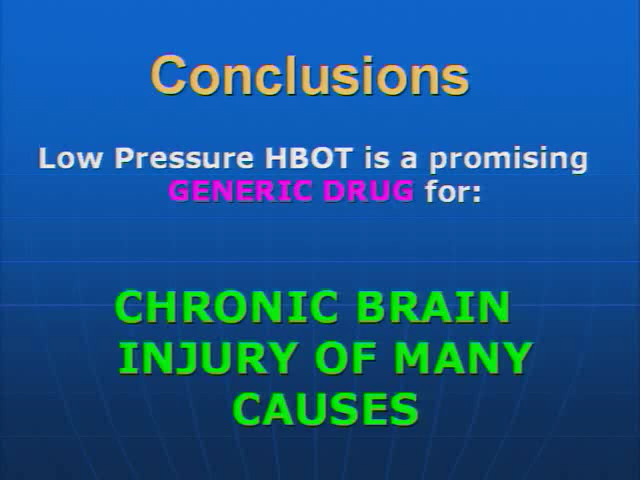 Conclusions
Low Pressure HBOT is a promising
GENERIC DRUG for:
CHRONIC BRAIN
INJURY OF MANY
CAUSES